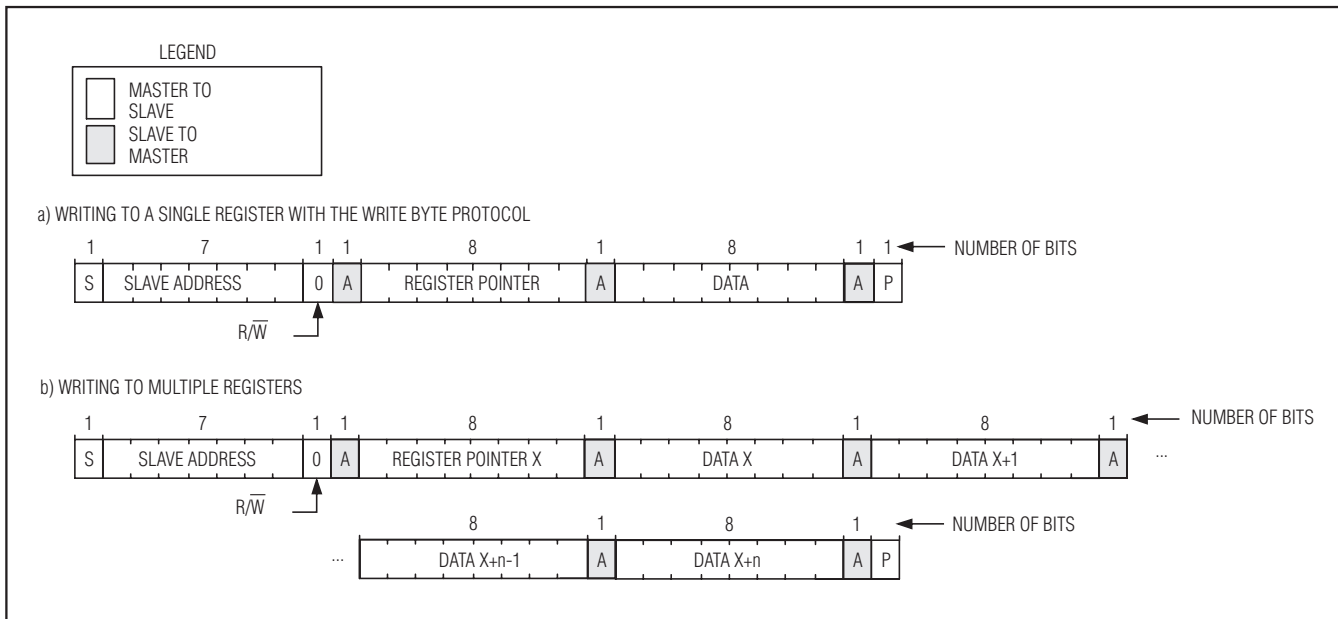 LEGEND
MASTER TO
SLAVE
SLAVE TO
MASTER
a) WRITING TO A SINGLE REGISTER WITH THE WRITE BYTE PROTOCOL
1 7 1 1 8 1 8 1 1 NUMBER OF BITS
S SLAVE ADDRESS 0 A REGISTER POINTER A DATA A P
R/W̅
b) WRITING TO MULTIPLE REGISTERS
1 7 1 1 8 1 8 1 8 1 NUMBER OF BITS
S SLAVE ADDRESS 0 A REGISTER POINTER X A DATA X A DATA X+1 A ...
R/W̅
8 1 8 1 NUMBER OF BITS
... DATA X+n-1 A DATA X+n A P